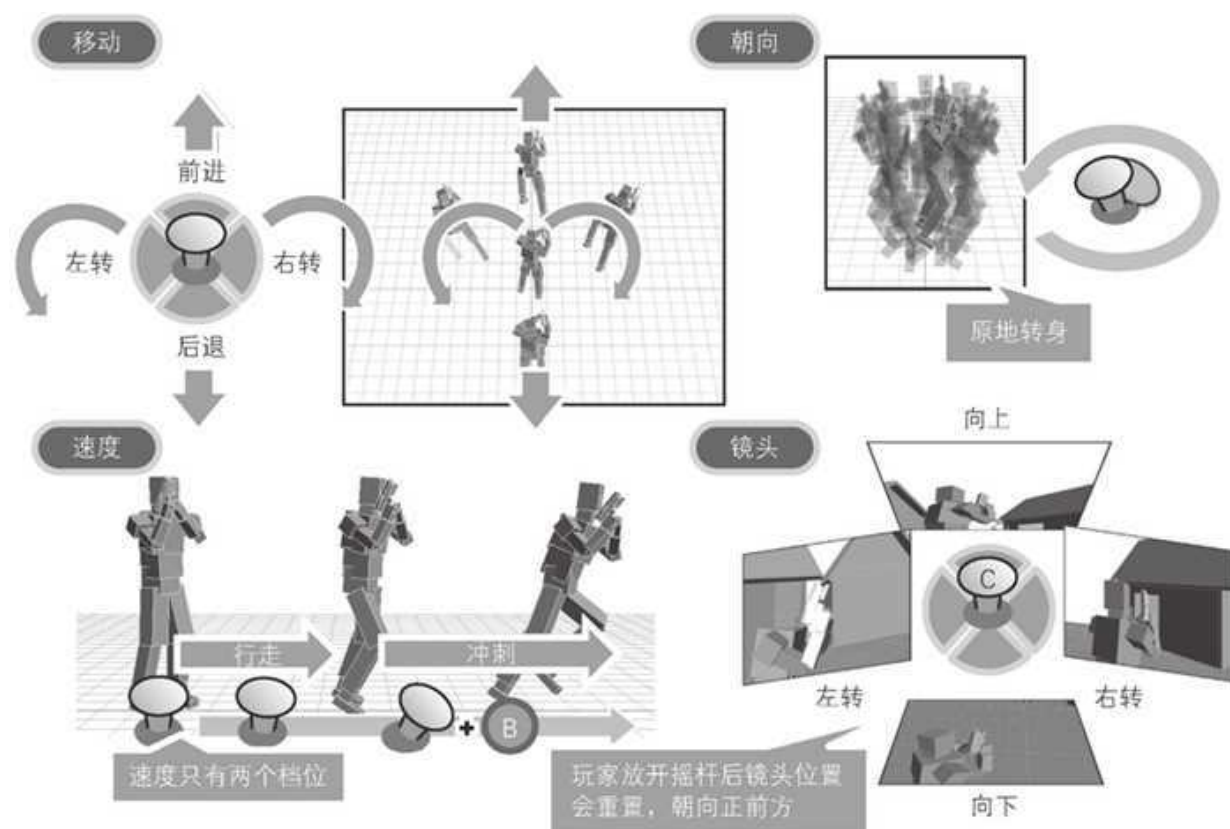 移动
朝向
前进
左转
右转
后退
原地转身
速度
行走
冲刺
B
速度只有两个档位
镜头
向上
C
左转
右转
向下
玩家放开摇杆后镜头位置
会重置，朝向正前方